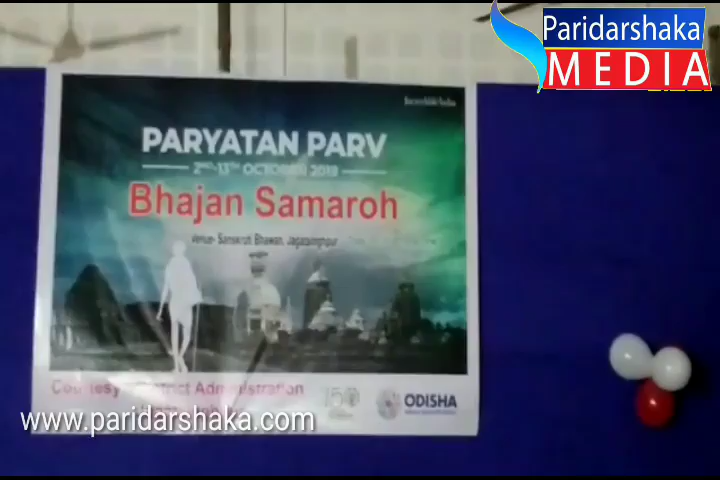 Paridarshaka
MEDIA
PARYATAN PARV
2ND-13TH OCTOBER 2019
Bhajan Samaroh
Venue- Sanskruti Bhawan, Jagatsinghpur
Courtesy District Administration
150
ODISHA
www.paridarshaka.com